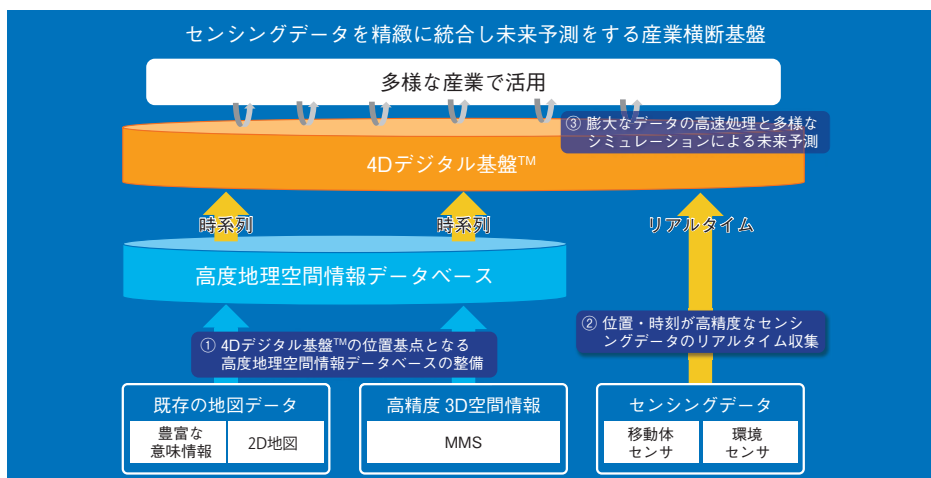 センシングデータを精緻に統合し未来予測をする産業横断基盤
多様な産業で活用
③ 膨大なデータの高速処理と多様な
シミュレーションによる未来予測
4Dデジタル基盤™
時系列
時系列
リアルタイム
高度地理空間情報データベース
② 位置・時刻が高精度なセンシ
ングデータのリアルタイム収集
① 4Dデジタル基盤™の位置基点となる
高度地理空間情報データベースの整備
既存の地図データ
豊富な
意味情報
2D地図
高精度 3D空間情報
MMS
センシングデータ
移動体
センサ
環境
センサ